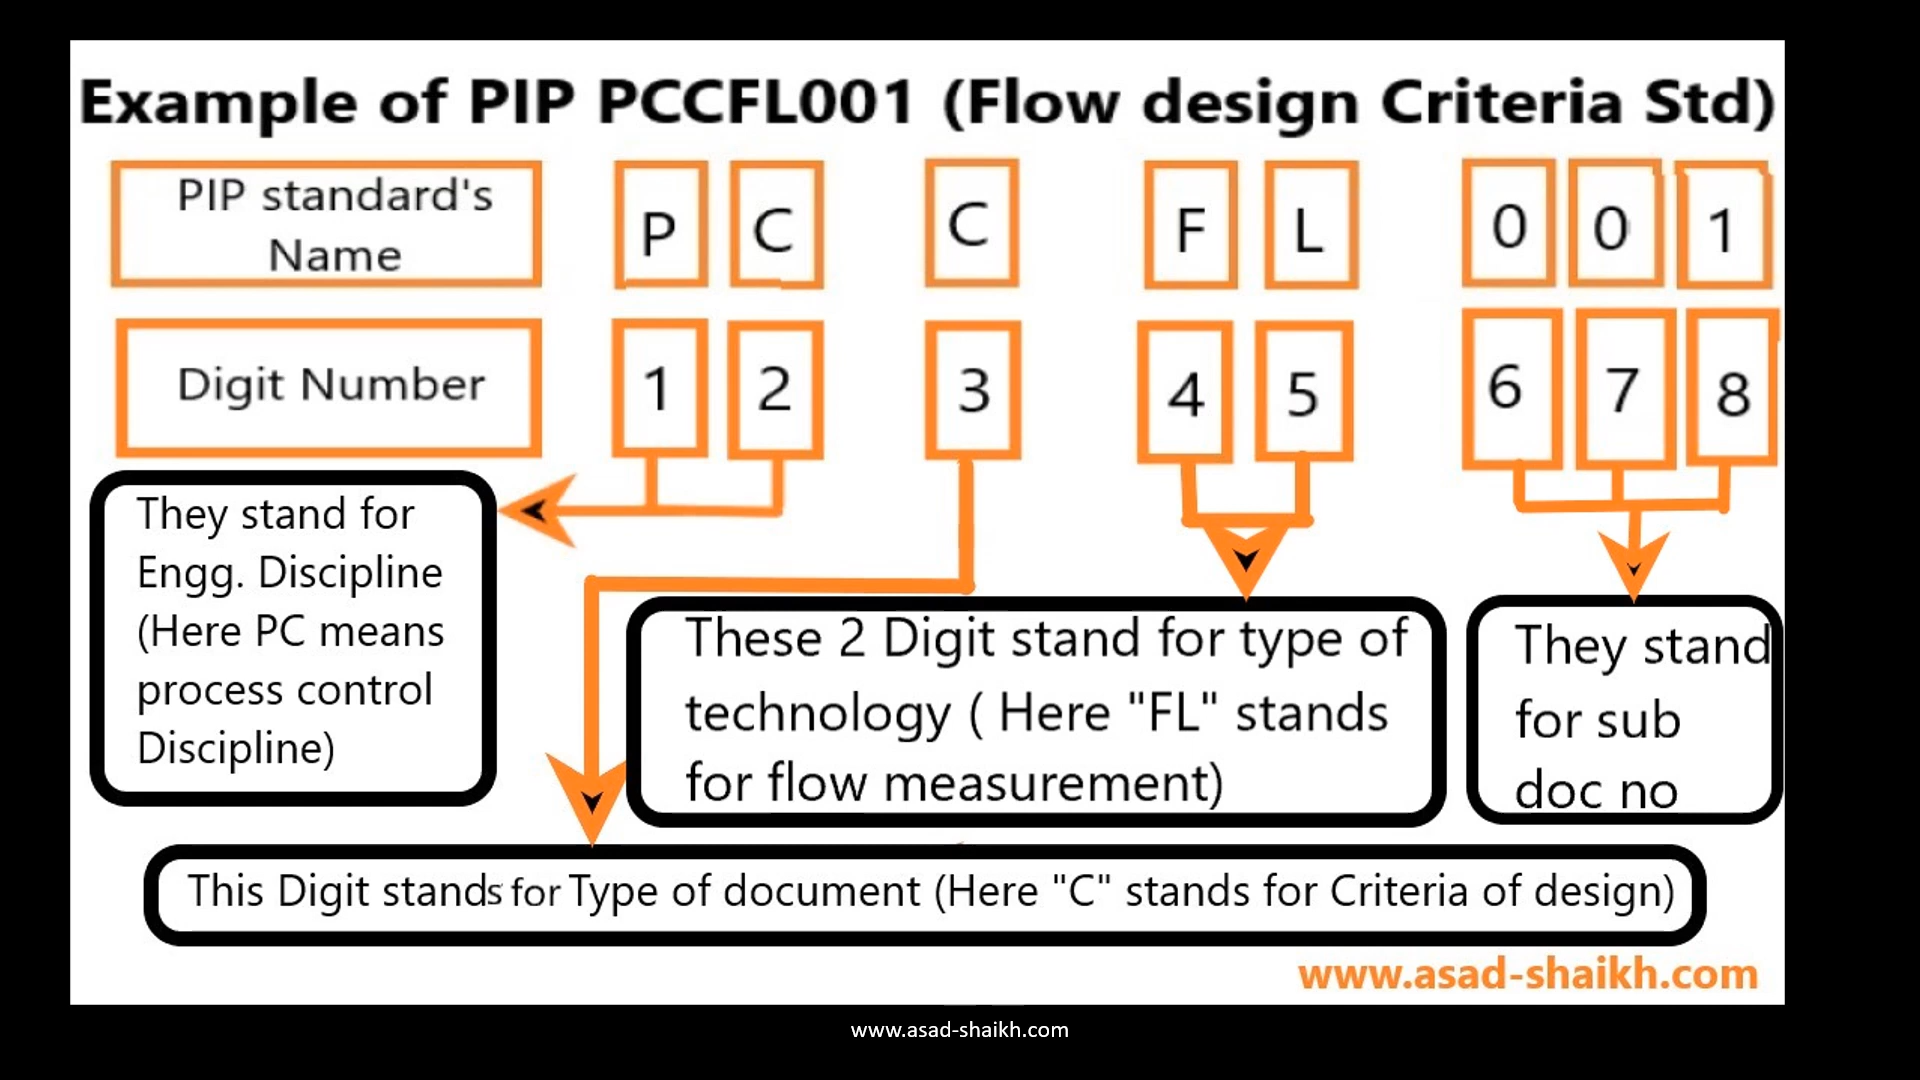 Example of PIP PCCFL001 (Flow design Criteria Std)
PIP standard's
Name
P C C F L 0 0 1
Digit Number 1 2 3 4 5 6 7 8
They stand for
Engg. Discipline
(Here PC means
process control
Discipline)
These 2 Digit stand for type of
technology ( Here "FL" stands
for flow measurement)
They stand
for sub
doc no
This Digit stands for Type of document (Here "C" stands for Criteria of design)
www.asad-shaikh.com
www.asad-shaikh.com